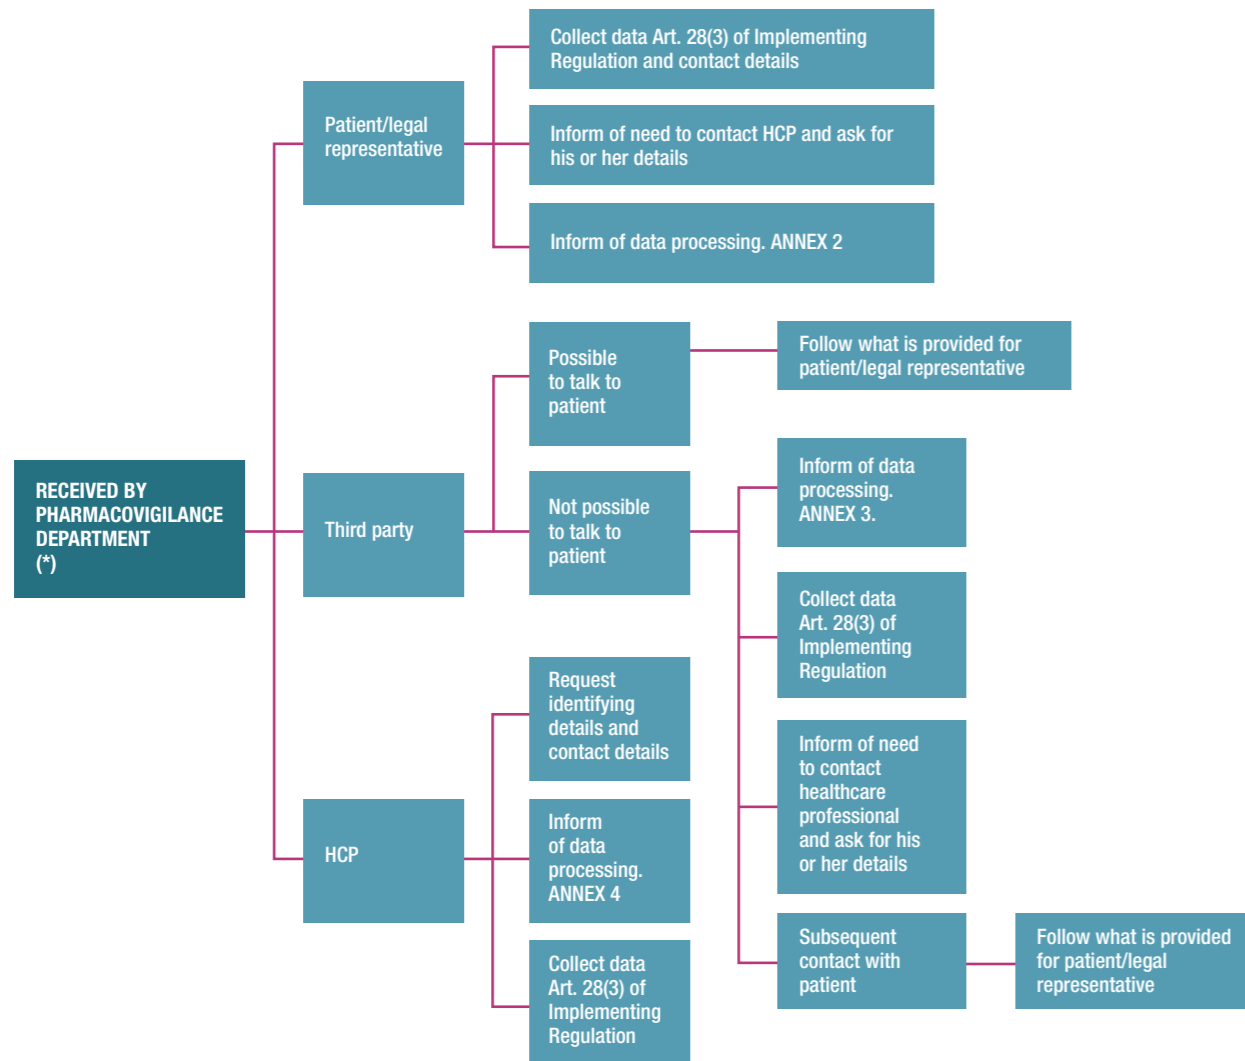 Collect data Art. 28(3) of Implementing
Regulation and contact details
Patient/legal
representative
Inform of need to contact HCP and ask for
his or her details
Inform of data processing. ANNEX 2
Possible
to talk to
patient
Follow what is provided for
patient/legal representative
RECEIVED BY
PHARMACOVIGILANCE
DEPARTMENT
(*)
Third party
Not possible
to talk to
patient
Inform of data
processing.
ANNEX 3.
Collect data
Art. 28(3) of
Implementing
Regulation
Inform of need
to contact
healthcare
professional
and ask for his
or her details
Subsequent
contact with
patient
Follow what is provided
for patient/legal
representative
HCP
Request
identifying
details and
contact details
Inform
of data
processing.
ANNEX 4
Collect data
Art. 28(3) of
Implementing
Regulation